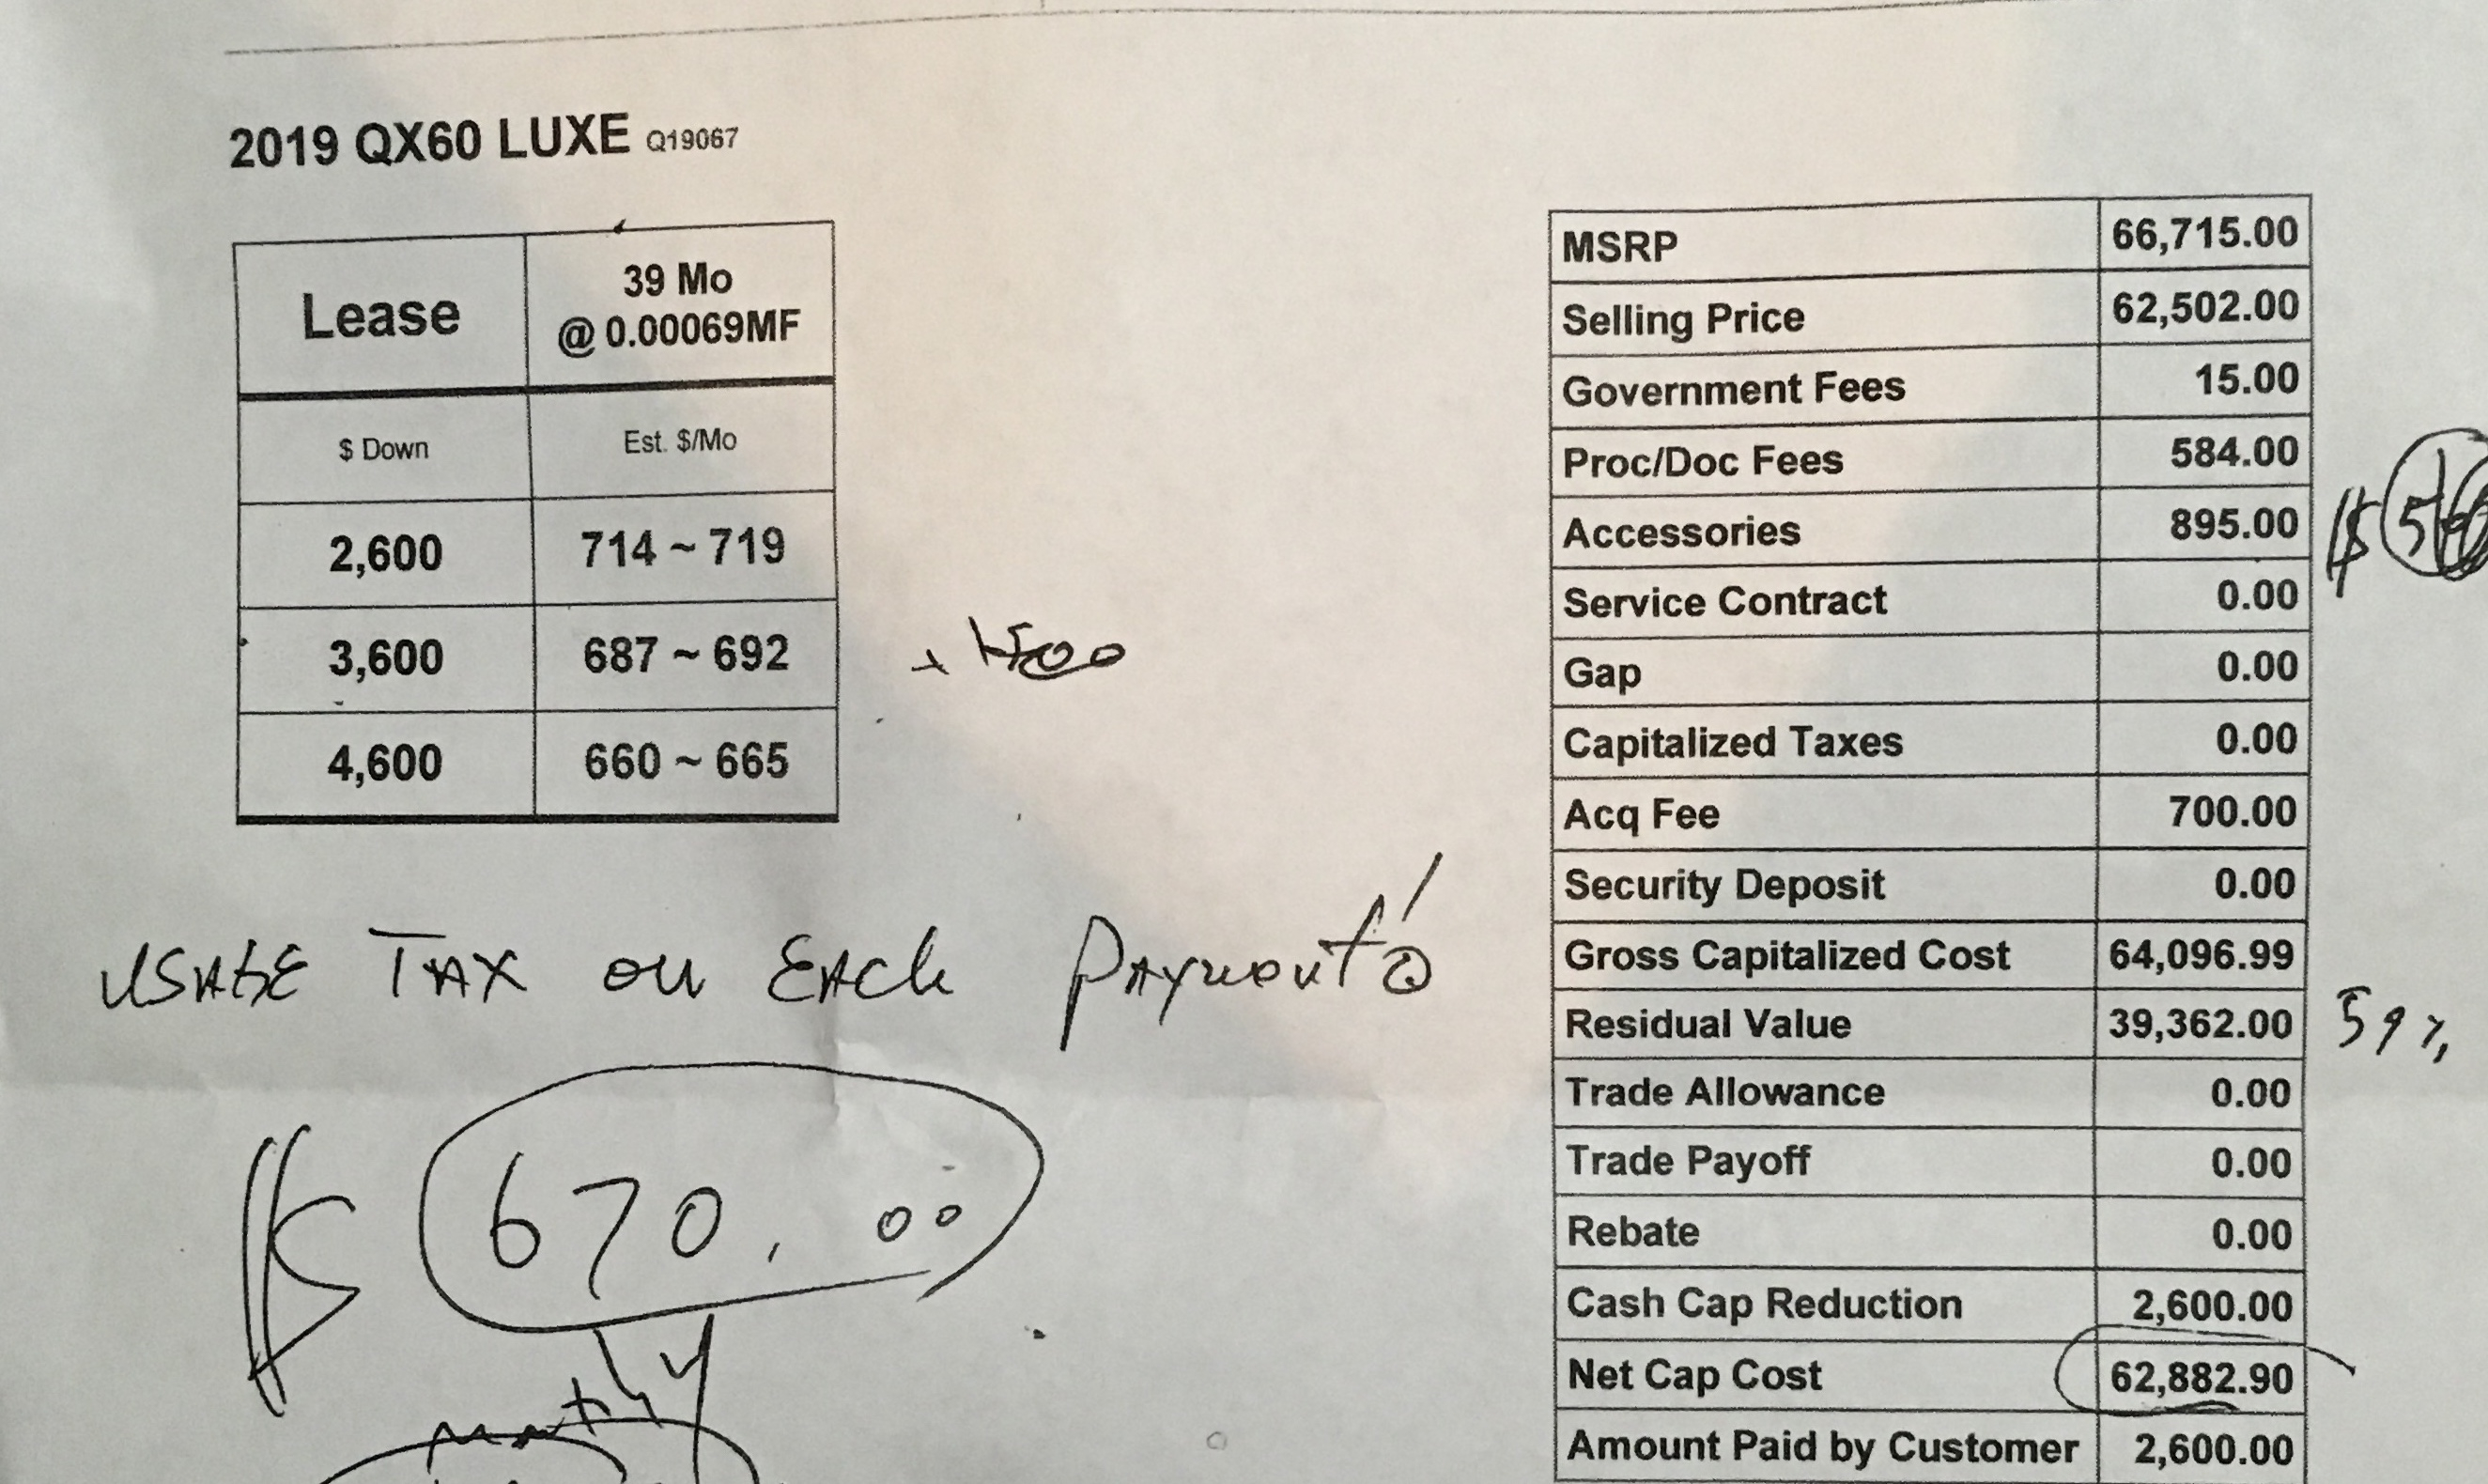 2019 QX60 LUXE Q19067
Lease 39 Mo @ 0.00069MF
$ Down Est. $/Mo
2,600 714 ~ 719
3,600 687 ~ 692
4,600 660 ~ 665
USAGE TAX ON EACH PAYMENT
$ 670.00
monthly
MSRP 66,715.00
Selling Price 62,502.00
Government Fees 15.00
Proc/Doc Fees 584.00
Accessories 895.00
Service Contract 0.00
Gap 0.00
Capitalized Taxes 0.00
Acq Fee 700.00
Security Deposit 0.00
Gross Capitalized Cost 64,096.99
Residual Value 39,362.00 59%
Trade Allowance 0.00
Trade Payoff 0.00
Rebate 0.00
Cash Cap Reduction 2,600.00
Net Cap Cost 62,882.90
Amount Paid by Customer 2,600.00